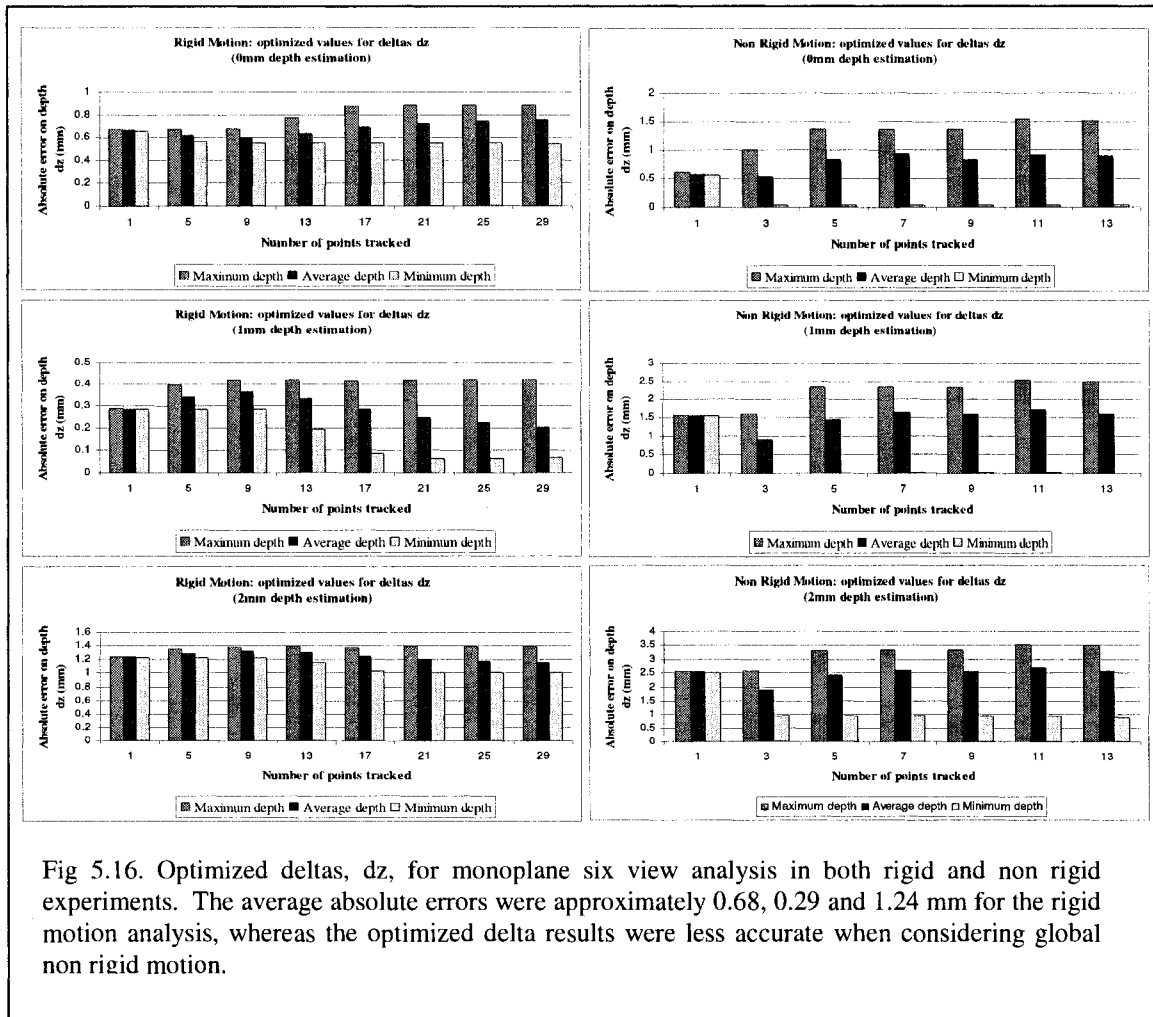 Rigid Motion: optimized values for deltas dz
(0mm depth estimation)
Absolute error on depth
dz (mm)
1
0.8
0.6
0.4
0.2
0
1 5 9 13 17 21 25 29
Number of points tracked
Maximum depth Average depth Minimum depth
Non Rigid Motion: optimized values for deltas dz
(0mm depth estimation)
Absolute error on depth
dz (mm)
2
1.5
1
0.5
0
1 3 5 7 9 11 13
Number of points tracked
Maximum depth Average depth Minimum depth
Rigid Motion: optimized values for deltas dz
(1mm depth estimation)
Absolute error on depth
dz (mm)
0.5
0.4
0.3
0.2
0.1
0
1 5 9 13 17 21 25 29
Number of points tracked
Maximum depth Average depth Minimum depth
Non Rigid Motion: optimized values for deltas dz
(1mm depth estimation)
Absolute error on depth
dz (mm)
3
2.5
2
1.5
1
0.5
0
1 3 5 7 9 11 13
Number of points tracked
Maximum depth Average depth Minimum depth
Rigid Motion: optimized values for deltas dz
(2mm depth estimation)
Absolute error on depth
dz (mm)
1.6
1.4
1.2
1
0.8
0.6
0.4
0.2
0
1 5 9 13 17 21 25 29
Number of points tracked
Maximum depth Average depth Minimum depth
Non Rigid Motion: optimized values for deltas dz
(2mm depth estimation)
Absolute error on depth
dz (mm)
4
3.5
3
2.5
2
1.5
1
0.5
0
1 3 5 7 9 11 13
Number of points tracked
Maximum depth Average depth Minimum depth
Fig 5.16. Optimized deltas, dz, for monoplane six view analysis in both rigid and non rigid
experiments. The average absolute errors were approximately 0.68, 0.29 and 1.24 mm for the rigid
motion analysis, whereas the optimized delta results were less accurate when considering global
non rigid motion.